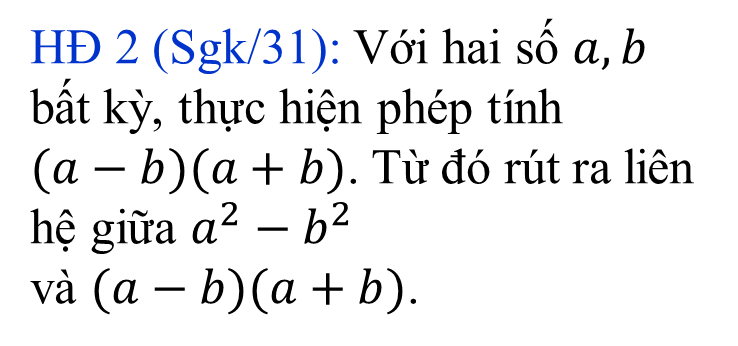 HĐ 2 (Sgk/31): Với hai số a, b
bất kỳ, thực hiện phép tính
(a − b)(a + b). Từ đó rút ra liên
hệ giữa a² − b²
và (a − b)(a + b).